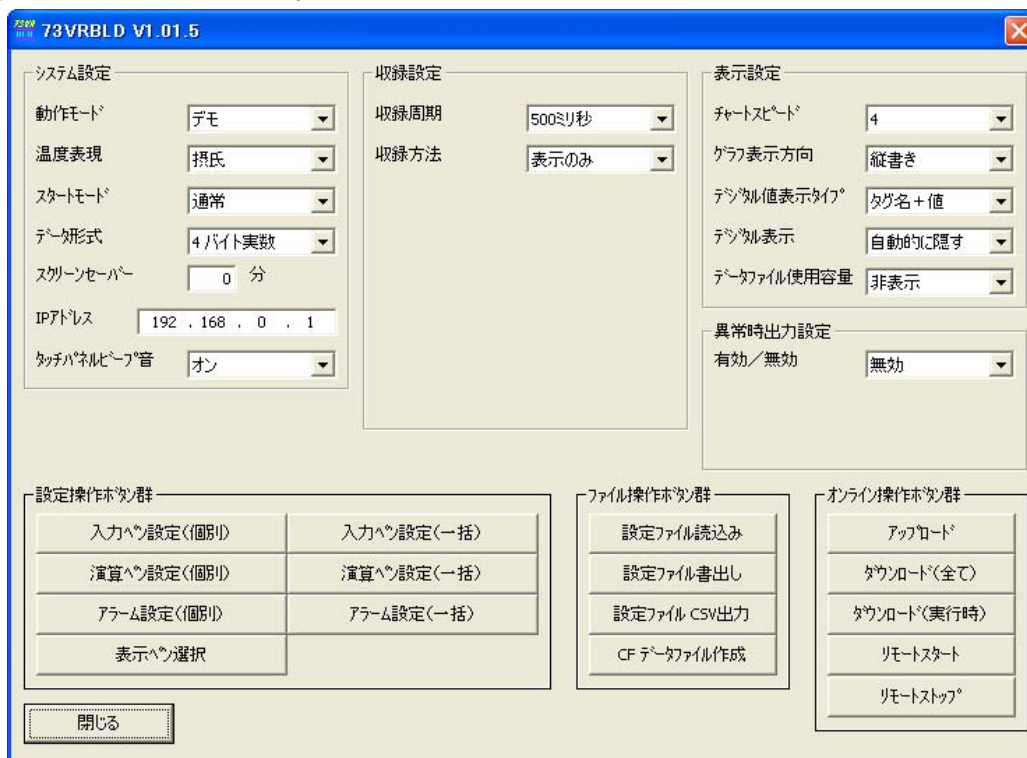 73VRBLD V1.01.5
システム設定
動作モード デモ
温度表現 摂氏
スタートモード 通常
データ形式 4バイト実数
スクリーンセーバー 0 分
IPアドレス 192 . 168 . 0 . 1
タッチパネルビープ音 オン
収録設定
収録周期 500ミリ秒
収録方法 表示のみ
表示設定
チャートスピード 4
グラフ表示方向 縦書き
デジタル値表示タイプ タグ名+値
デジタル表示 自動的に隠す
データファイル使用容量 非表示
異常時出力設定
有効/無効 無効
設定操作ボタン群
入力ペン設定(個別) 入力ペン設定(一括)
演算ペン設定(個別) 演算ペン設定(一括)
アラーム設定(個別) アラーム設定(一括)
表示ペン選択
ファイル操作ボタン群
設定ファイル読込み
設定ファイル書出し
設定ファイル CSV出力
CF データファイル作成
オンライン操作ボタン群
アップロード
ダウンロード(全て)
ダウンロード(実行時)
リモートスタート
リモートストップ
閉じる